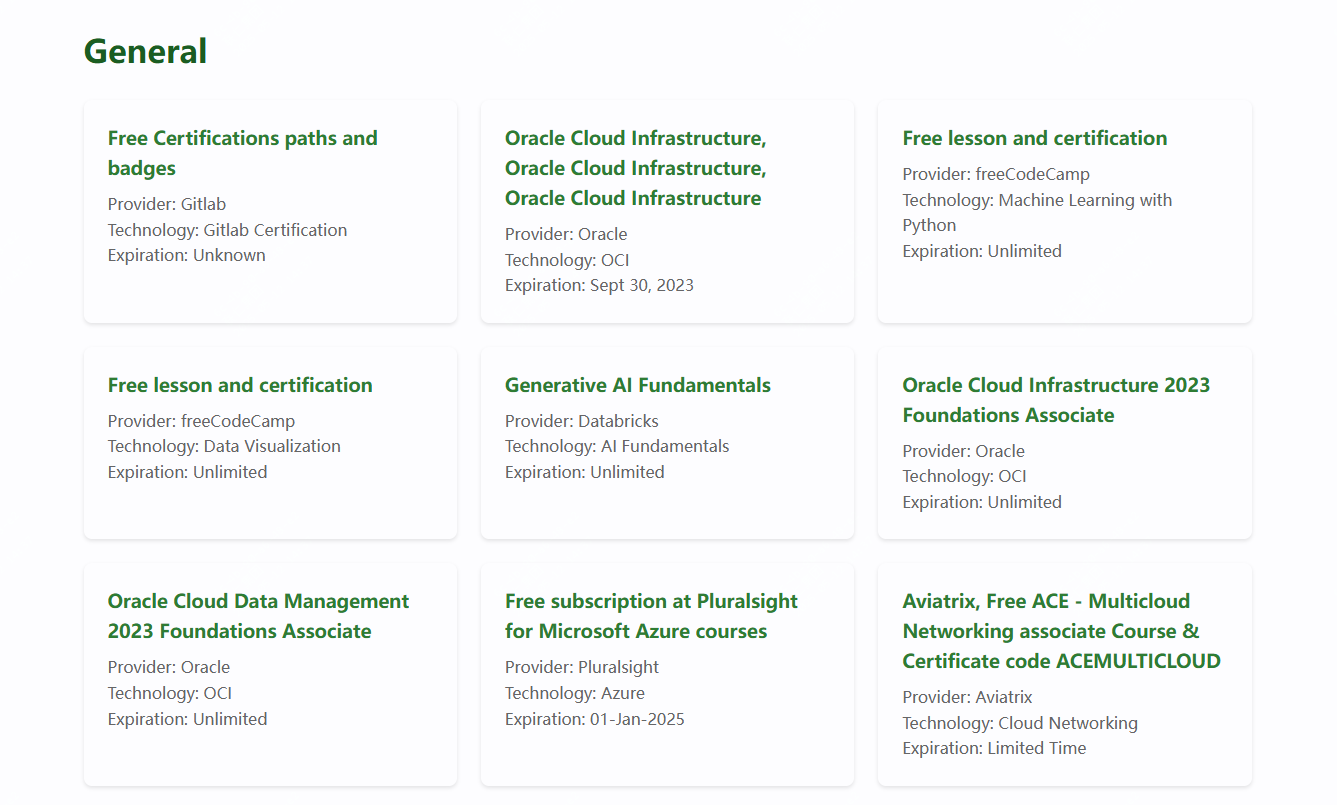 General
Free Certifications paths and
badges
Provider: Gitlab
Technology: Gitlab Certification
Expiration: Unknown
Oracle Cloud Infrastructure,
Oracle Cloud Infrastructure,
Oracle Cloud Infrastructure
Provider: Oracle
Technology: OCI
Expiration: Sept 30, 2023
Free lesson and certification
Provider: freeCodeCamp
Technology: Machine Learning with
Python
Expiration: Unlimited
Free lesson and certification
Provider: freeCodeCamp
Technology: Data Visualization
Expiration: Unlimited
Generative AI Fundamentals
Provider: Databricks
Technology: AI Fundamentals
Expiration: Unlimited
Oracle Cloud Infrastructure 2023
Foundations Associate
Provider: Oracle
Technology: OCI
Expiration: Unlimited
Oracle Cloud Data Management
2023 Foundations Associate
Provider: Oracle
Technology: OCI
Expiration: Unlimited
Free subscription at Pluralsight
for Microsoft Azure courses
Provider: Pluralsight
Technology: Azure
Expiration: 01-Jan-2025
Aviatrix, Free ACE - Multicloud
Networking associate Course &
Certificate code ACEMULTICLOUD
Provider: Aviatrix
Technology: Cloud Networking
Expiration: Limited Time